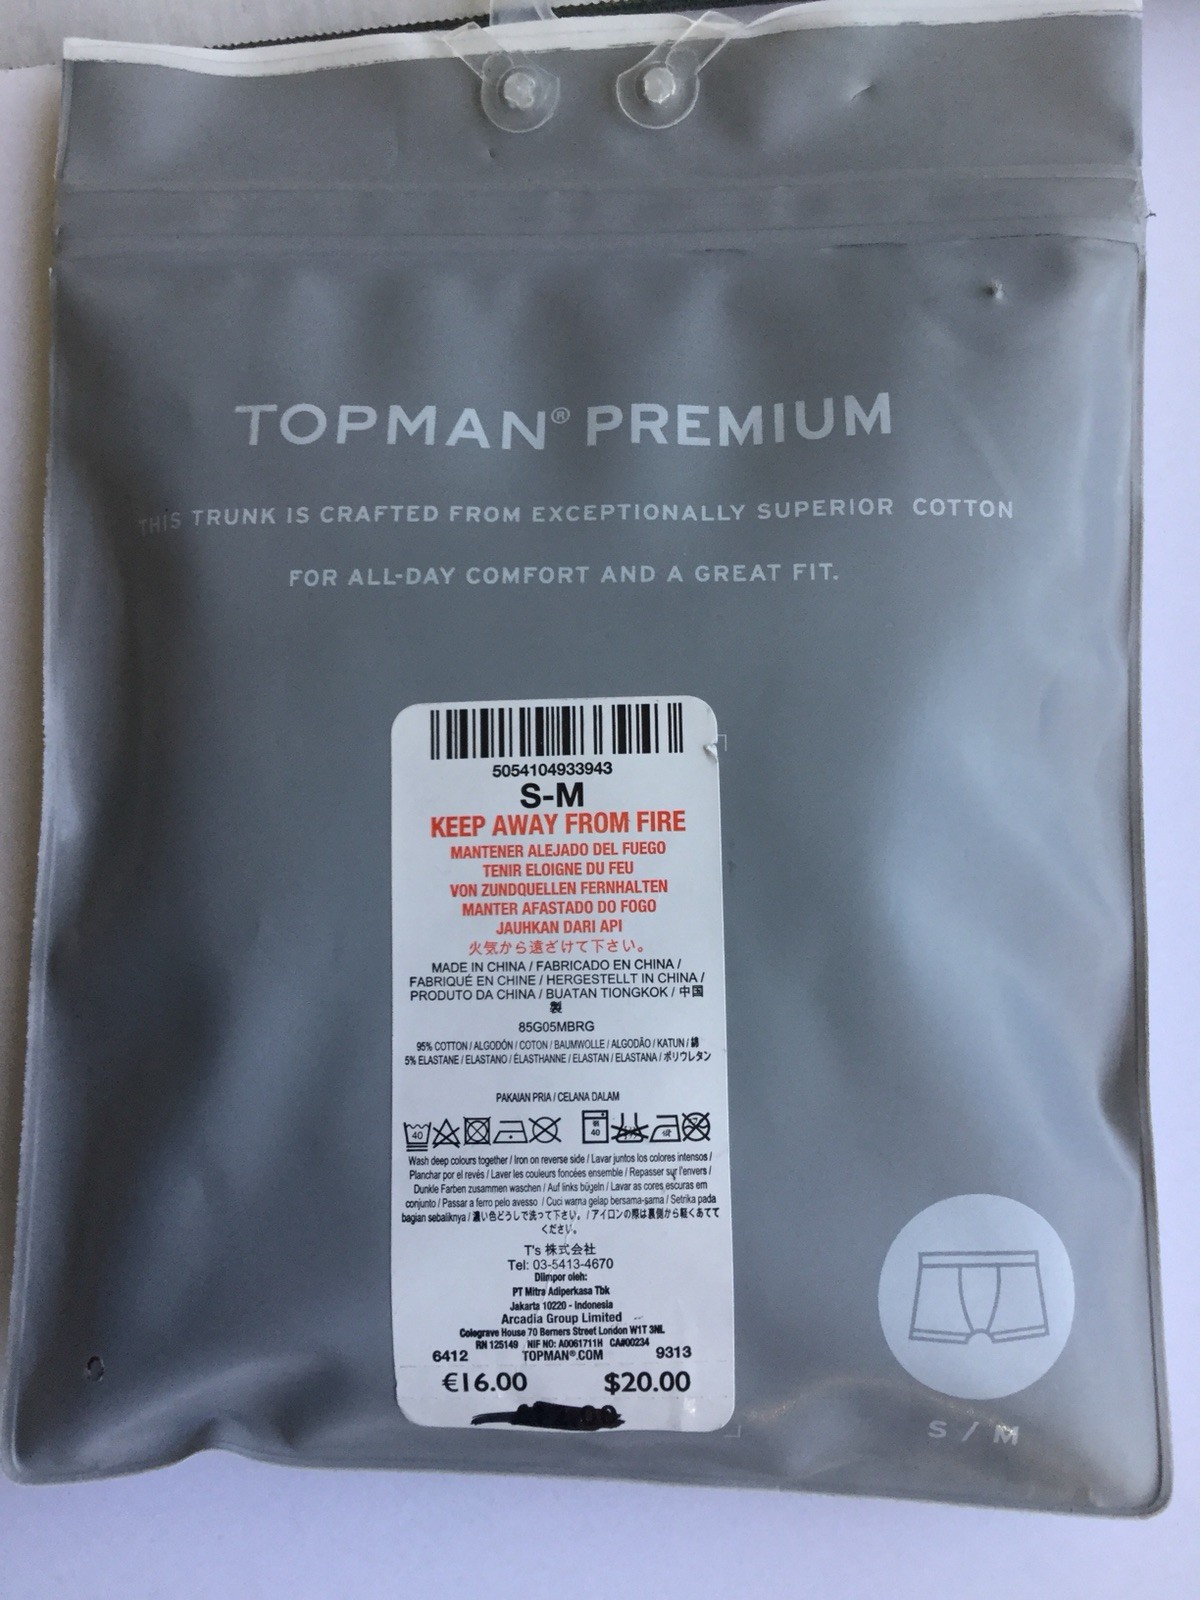 TOPMAN® PREMIUM
THIS TRUNK IS CRAFTED FROM EXCEPTIONALLY SUPERIOR COTTON
FOR ALL-DAY COMFORT AND A GREAT FIT.
5054104933943
S-M
KEEP AWAY FROM FIRE
MANTENER ALEJADO DEL FUEGO
TENIR ELOIGNE DU FEU
VON ZUNDQUELLEN FERNHALTEN
MANTER AFASTADO DO FOGO
JAUHKAN DARI API
火気から遠ざけて下さい。
MADE IN CHINA / FABRICADO EN CHINA /
FABRIQUÉ EN CHINE / HERGESTELLT IN CHINA /
PRODUTO DA CHINA / BUATAN TIONGKOK / 中国
製
85G05MBRG
95% COTTON / ALGODÓN / COTON / BAUMWOLLE / ALGODÃO / KATUN / 綿
5% ELASTANE / ELASTANO / ÉLASTHANNE / ELASTAN / ELASTANA / ポリウレタン
PAKAIAN PRIA / CELANA DALAM
40
40
Wash deep colours together / Iron on reverse side / Lavar juntos los colores intensos /
Planchar por el revés / Laver les couleurs foncées ensemble / Repasser sur l'envers /
Dunkle Farben zusammen waschen / Auf links bügeln / Lavar as cores escuras em
conjunto / Passar a ferro pelo avesso / Cuci warna gelap bersama-sama / Setrika pada
bagian sebaliknya / 濃い色どうしで洗って下さい。/ アイロンの際は裏側から軽くあてて
ください。
T's 株式会社
Tel: 03-5413-4670
Diimpor oleh:
PT Mitra Adiperkasa Tbk
Jakarta 10220 - Indonesia
Arcadia Group Limited
Colegrave House 70 Berners Street London W1T 3NL
RN 125149 NIF NO: A0061711H CA#00234
6412 TOPMAN®.COM 9313
€16.00 $20.00
S / M